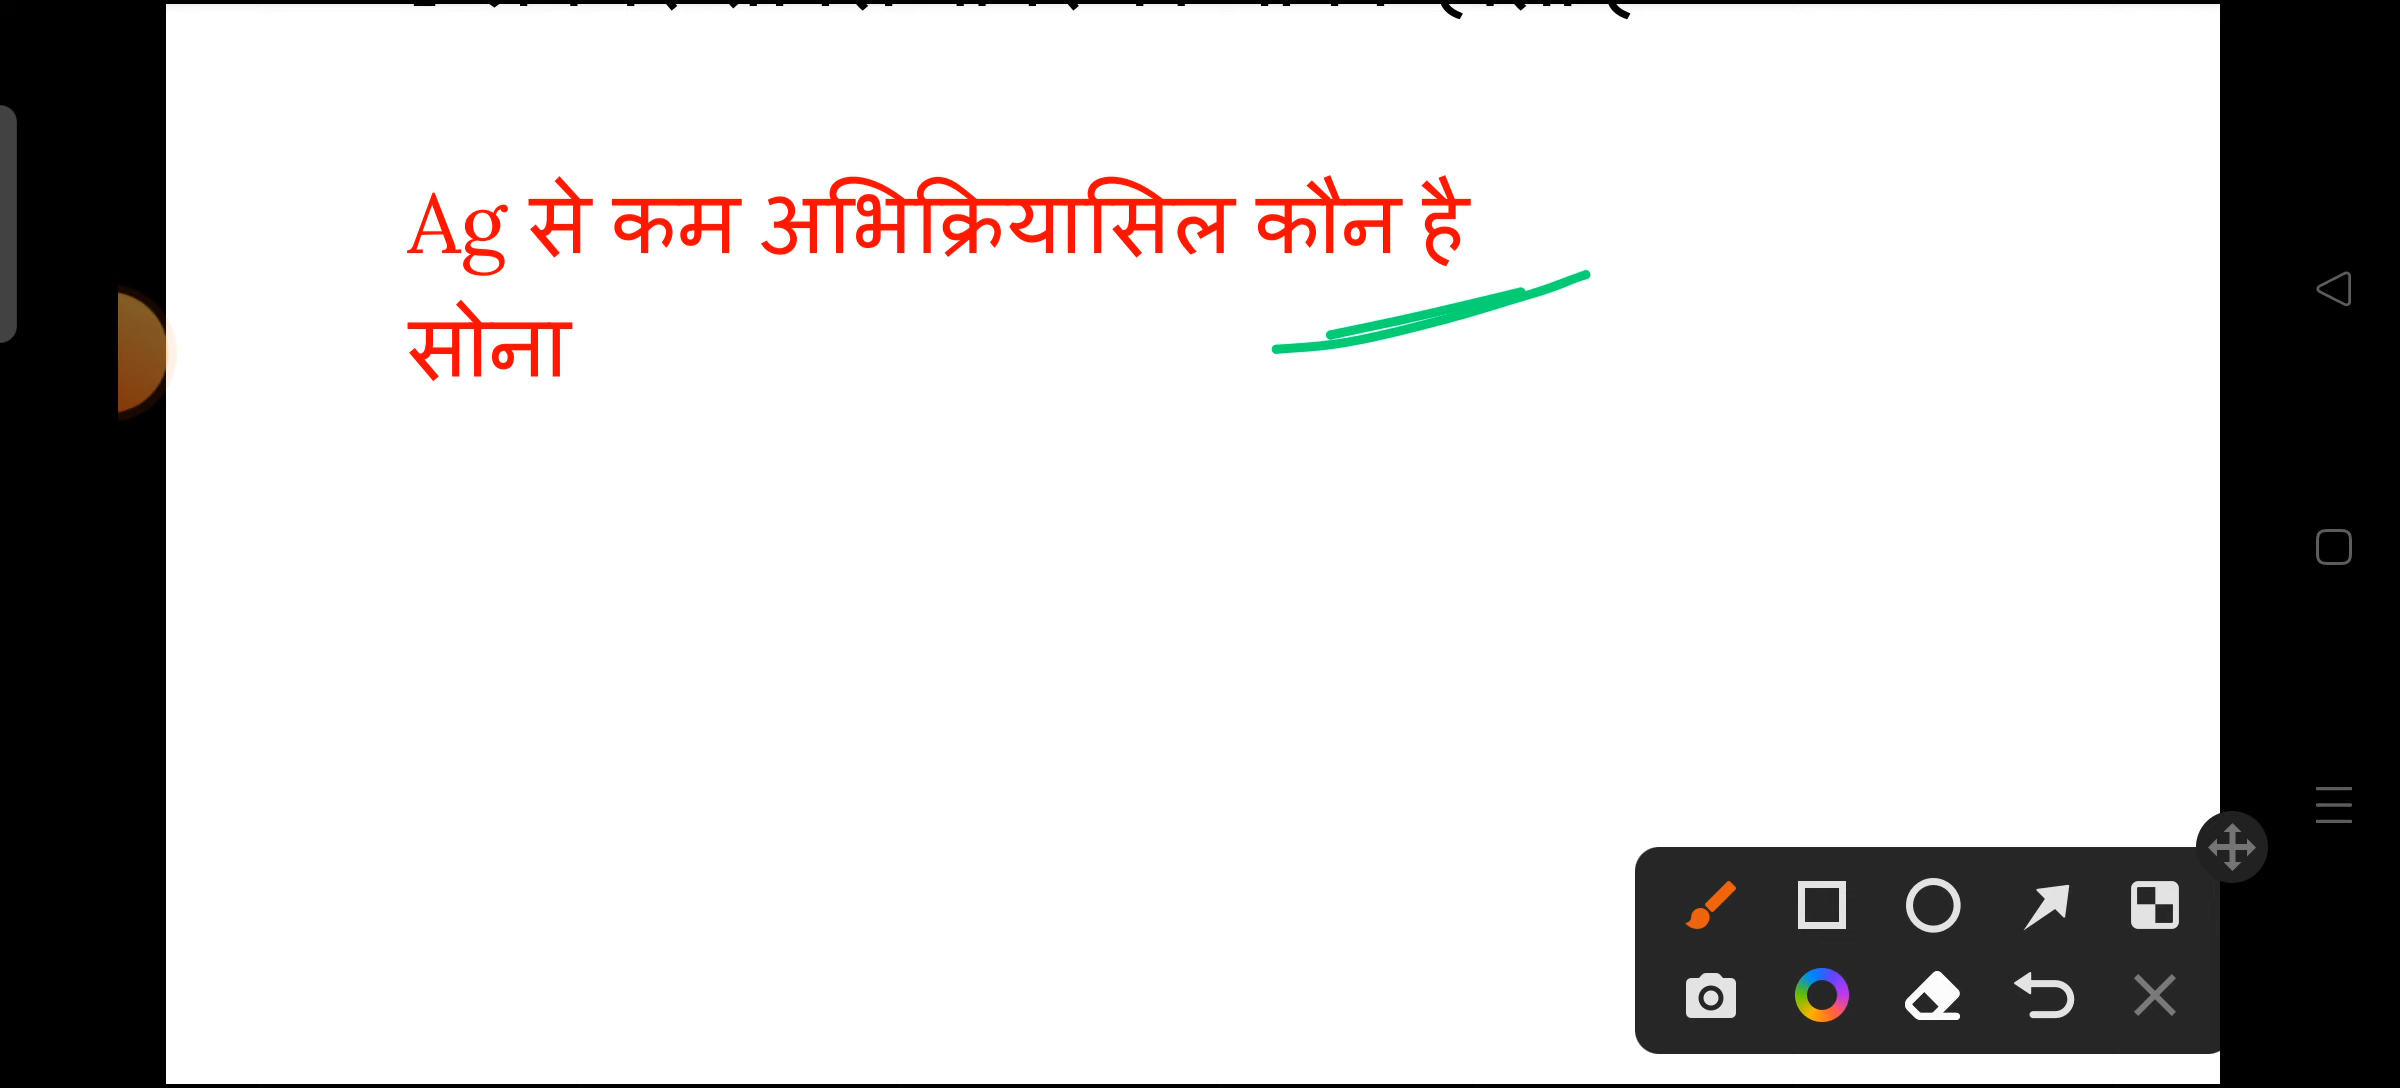 Ag से कम अभिक्रियासिल कौन है
सोना